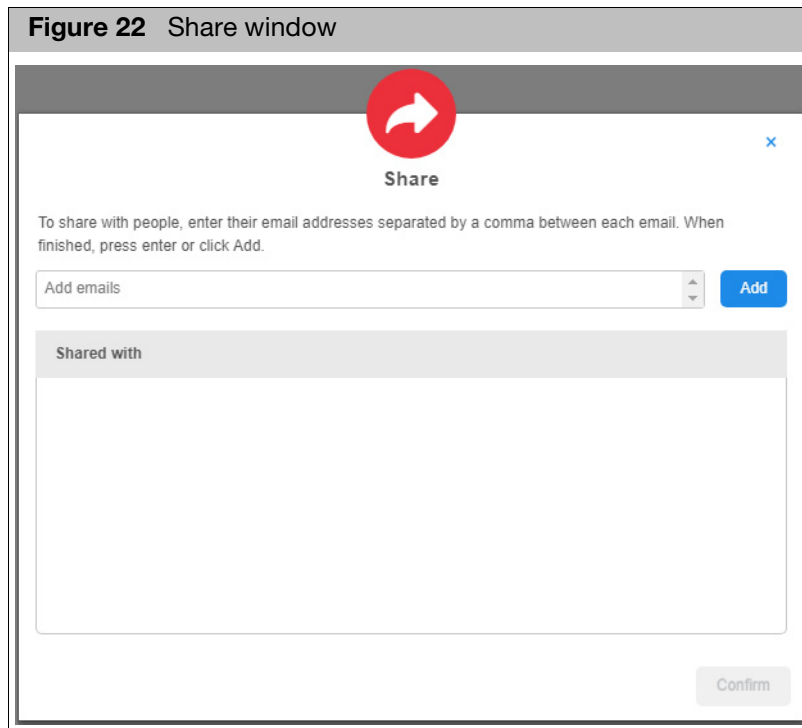 Figure 22 Share window
Share
To share with people, enter their email addresses separated by a comma between each email. When
finished, press enter or click Add.
Add emails
Add
Shared with
Confirm